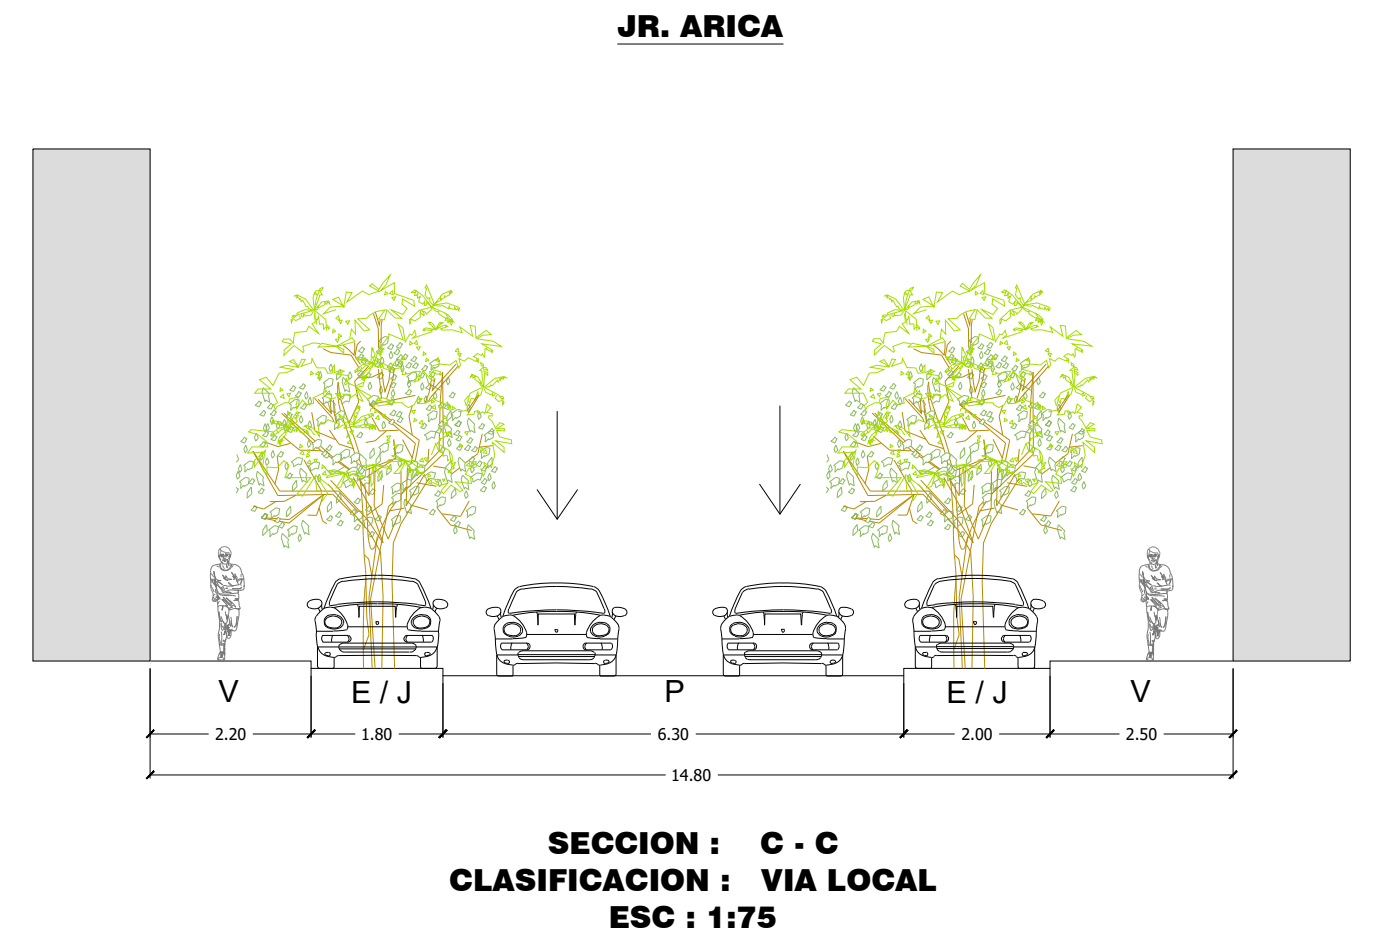 JR. ARICA
V E / J P E / J V
2.20 1.80 6.30 2.00 2.50
14.80
SECCION : C - C
CLASIFICACION : VIA LOCAL
ESC : 1:75